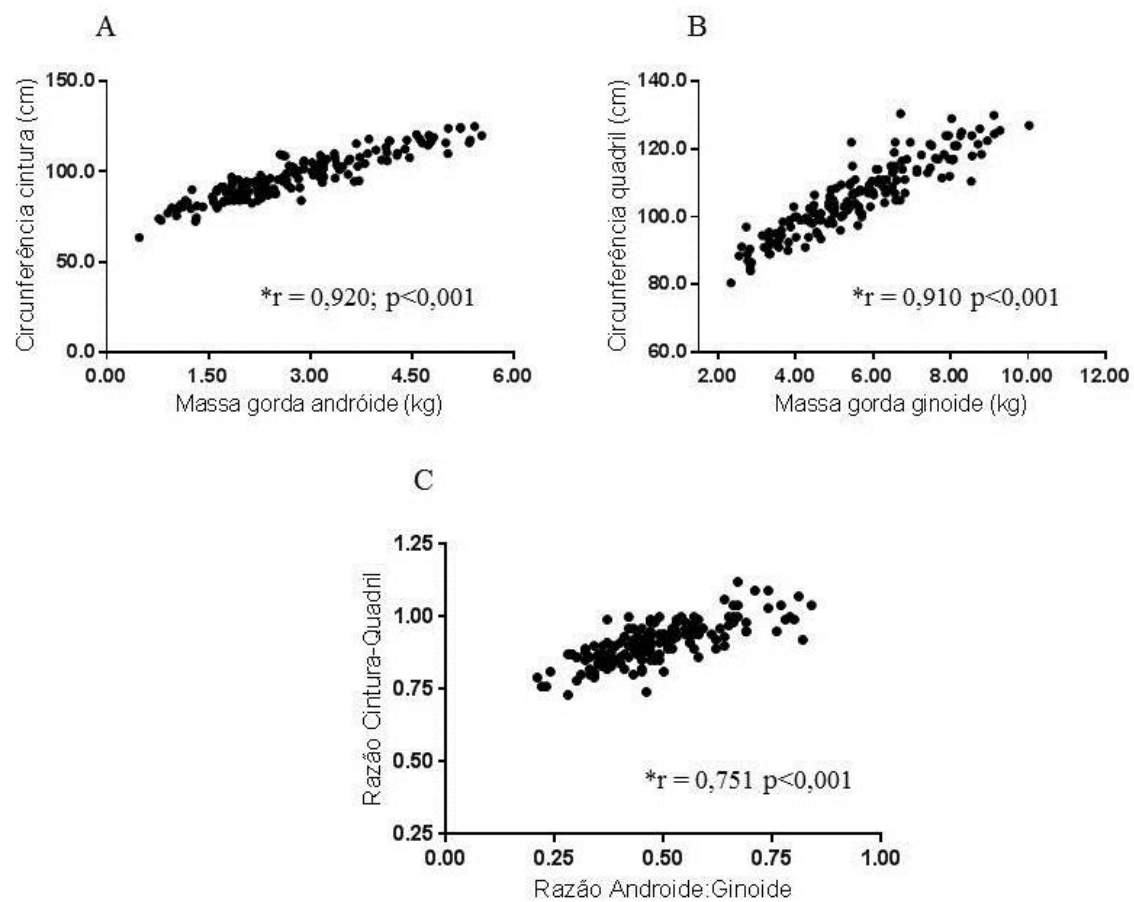 A
Circunferência cintura (cm)
150.0
100.0
50.0
0.0
0.00 1.50 3.00 4.50 6.00
Massa gorda andróide (kg)
*r = 0,920; p<0,001
B
Circunferência quadril (cm)
140.0
120.0
100.0
80.0
60.0
2.00 4.00 6.00 8.00 10.00 12.00
Massa gorda ginoide (kg)
*r = 0,910 p<0,001
C
Razão Cintura-Quadril
1.25
1.00
0.75
0.50
0.25
0.00 0.25 0.50 0.75 1.00
Razão Androide:Ginoide
*r = 0,751 p<0,001